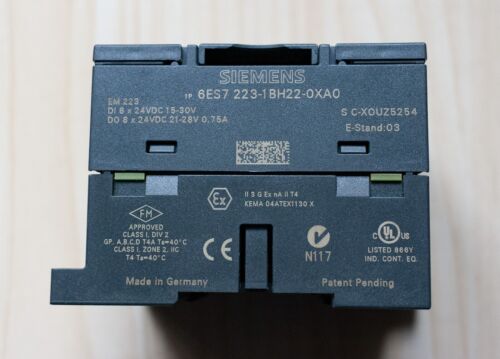 SIEMENS
1P 6ES7 223-1BH22-0XA0
EM 223
DI 8 x 24VDC 15-30V
DO 8 x 24VDC 21-28V 0.75A
S C-X0UZ5254
E-Stand:03
FM
APPROVED
CLASS I, DIV 2
GP. A,B,C,D T4A Ta=40°C
CLASS I, ZONE 2, IIC
T4 Ta=40°C
Made in Germany
Ex
II 3 G Ex nA II T4
KEMA 04ATEX1130 X
CE
N117
C UL US
LISTED 866Y
IND. CONT. EQ.
Patent Pending